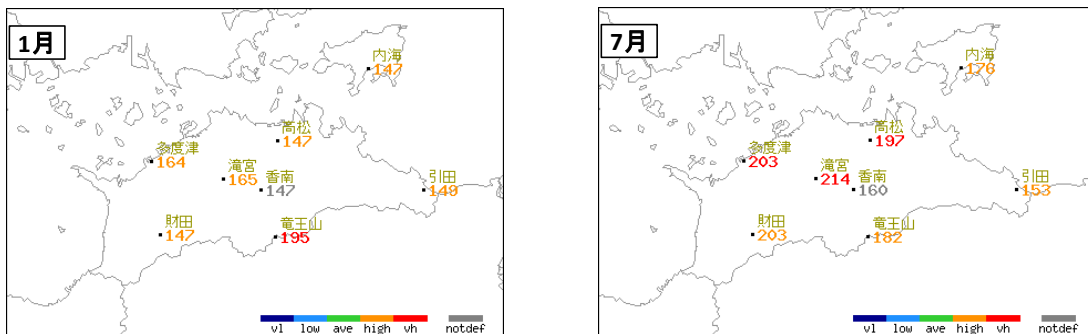 1月
内海
147
高松
147
多度津
164
滝宮
165
香南
147
引田
149
財田
147
竜王山
195
vl low ave high vh notdef
7月
内海
176
高松
197
多度津
203
滝宮
214
香南
160
引田
153
財田
203
竜王山
182
vl low ave high vh notdef